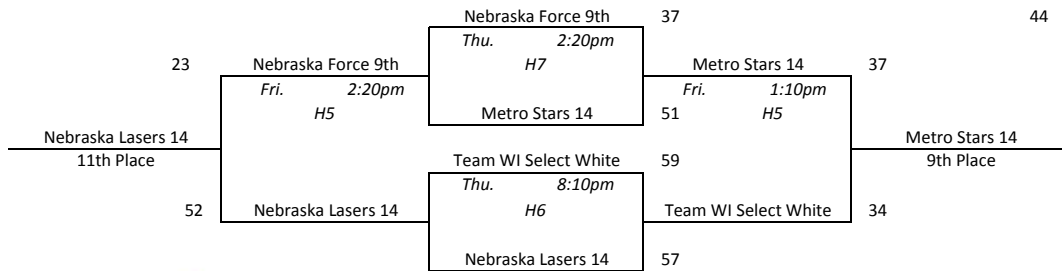 Nebraska Force 9th 37 44
Thu. 2:20pm
23 Nebraska Force 9th H7 Metro Stars 14 37
Fri. 2:20pm Fri. 1:10pm
H5 Metro Stars 14 51 H5
Nebraska Lasers 14 Metro Stars 14
11th Place Team WI Select White 59 9th Place
Thu. 8:10pm
52 Nebraska Lasers 14 H6 Team WI Select White 34
Nebraska Lasers 14 57